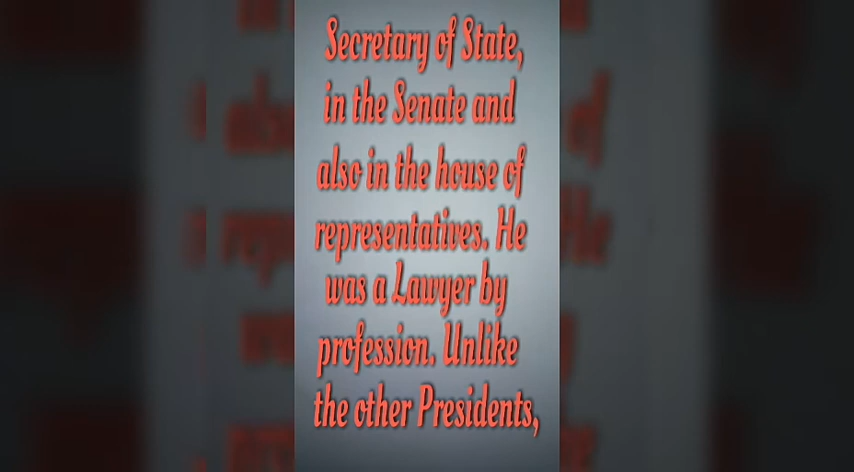 Secretary of State,
in the Senate and
also in the house of
representatives. He
was a Lawyer by
profession. Unlike
the other Presidents,